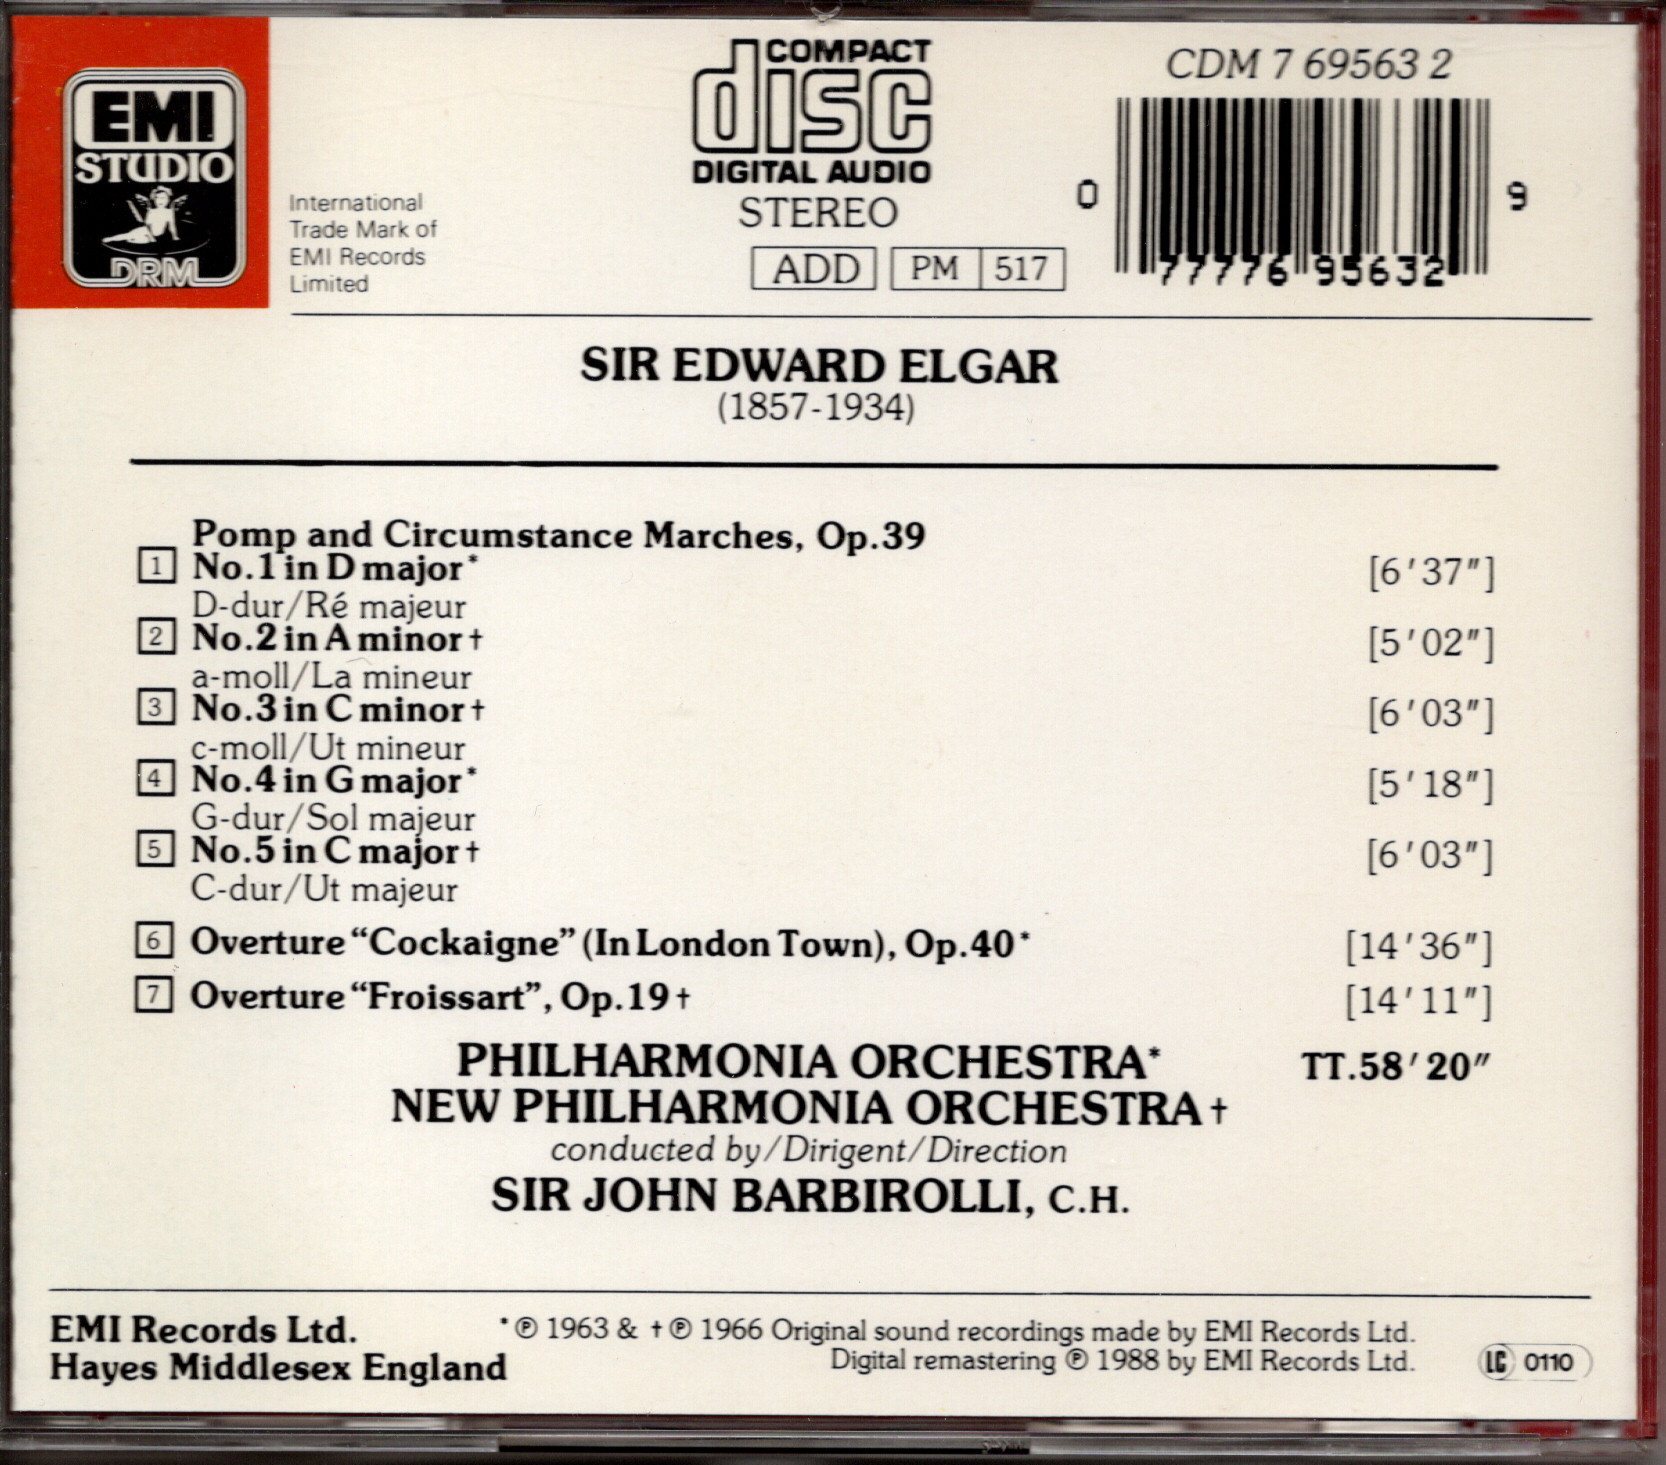 EMI
STUDIO
DRM
International
Trade Mark of
EMI Records
Limited
COMPACT
disc
DIGITAL AUDIO
STEREO
ADD PM 517
CDM 7 69563 2
0 77776 95632 9
SIR EDWARD ELGAR
(1857-1934)
Pomp and Circumstance Marches, Op.39
1 No.1 in D major* [6'37"]
D-dur/Ré majeur
2 No.2 in A minor† [5'02"]
a-moll/La mineur
3 No.3 in C minor† [6'03"]
c-moll/Ut mineur
4 No.4 in G major* [5'18"]
G-dur/Sol majeur
5 No.5 in C major† [6'03"]
C-dur/Ut majeur
6 Overture “Cockaigne” (In London Town), Op.40* [14'36"]
7 Overture “Froissart”, Op.19† [14'11"]
PHILHARMONIA ORCHESTRA* TT.58'20"
NEW PHILHARMONIA ORCHESTRA†
conducted by/Dirigent/Direction
SIR JOHN BARBIROLLI, C.H.
EMI Records Ltd.
Hayes Middlesex England
*℗ 1963 & †℗ 1966 Original sound recordings made by EMI Records Ltd.
Digital remastering ℗ 1988 by EMI Records Ltd.
LC 0110